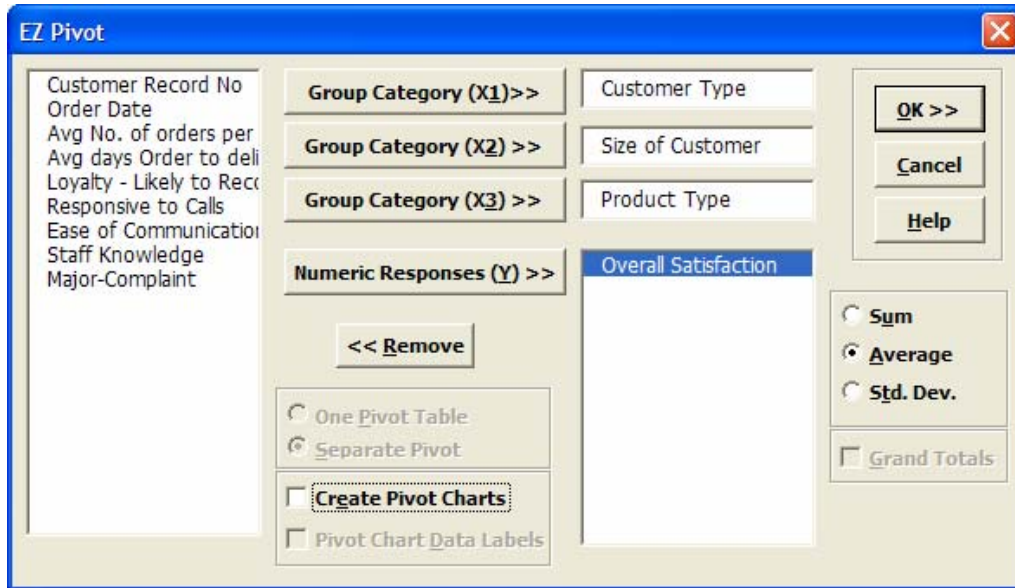 EZ Pivot
Customer Record No
Order Date
Avg No. of orders per
Avg days Order to deli
Loyalty - Likely to Reco
Responsive to Calls
Ease of Communication
Staff Knowledge
Major-Complaint
Group Category (X1)>>
Group Category (X2) >>
Group Category (X3) >>
Numeric Responses (Y) >>
<< Remove
One Pivot Table
Separate Pivot
Create Pivot Charts
Pivot Chart Data Labels
Customer Type
Size of Customer
Product Type
Overall Satisfaction
OK >>
Cancel
Help
Sum
Average
Std. Dev.
Grand Totals